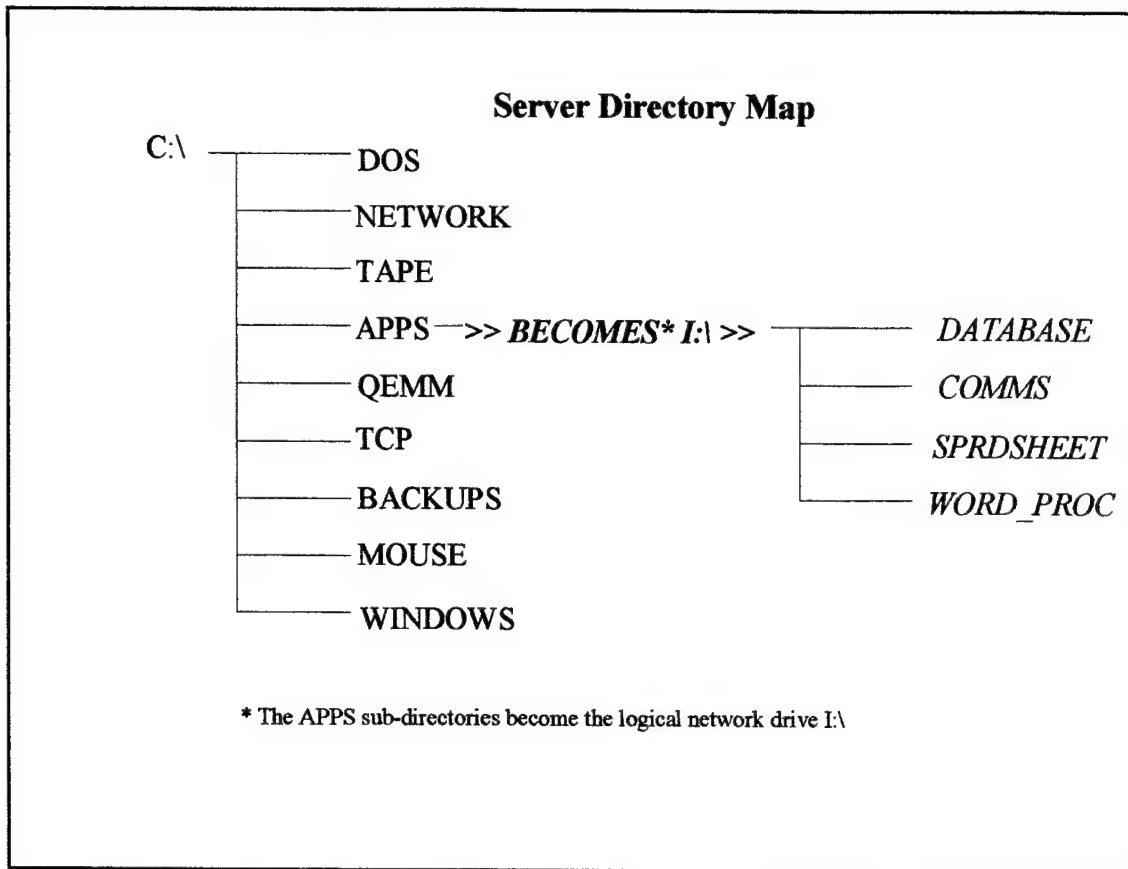 Server Directory Map
C:\
DOS
NETWORK
TAPE
APPS >> BECOMES* I:\ >> DATABASE
QEMM COMMS
TCP SPRDSHEET
BACKUPS WORD_PROC
MOUSE
WINDOWS
* The APPS sub-directories become the logical network drive I:\